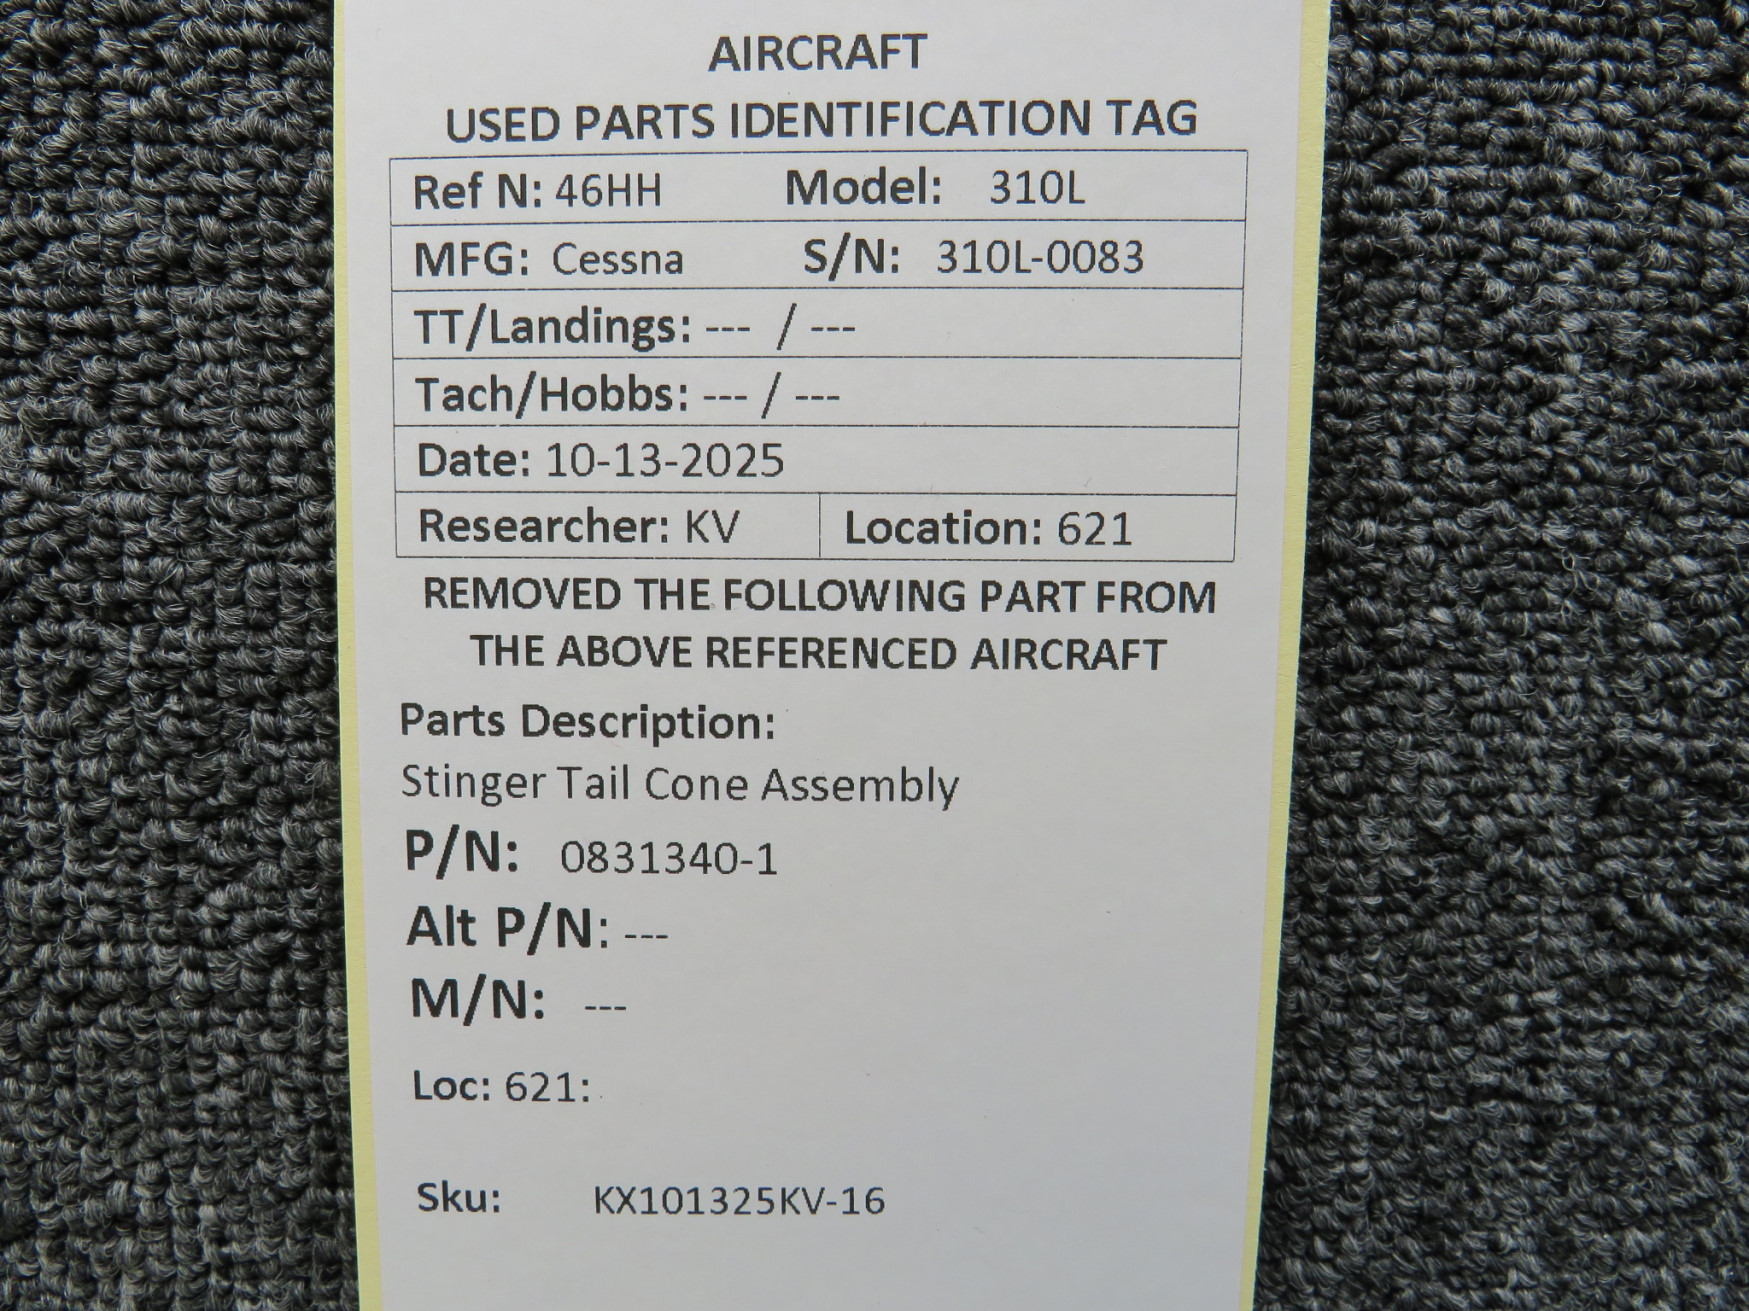 AIRCRAFT
USED PARTS IDENTIFICATION TAG
Ref N: 46HH Model: 310L
MFG: Cessna S/N: 310L-0083
TT/Landings: --- / ---
Tach/Hobbs: --- / ---
Date: 10-13-2025
Researcher: KV Location: 621
REMOVED THE FOLLOWING PART FROM
THE ABOVE REFERENCED AIRCRAFT
Parts Description:
Stinger Tail Cone Assembly
P/N: 0831340-1
Alt P/N: ---
M/N: ---
Loc: 621:
Sku: KX101325KV-16